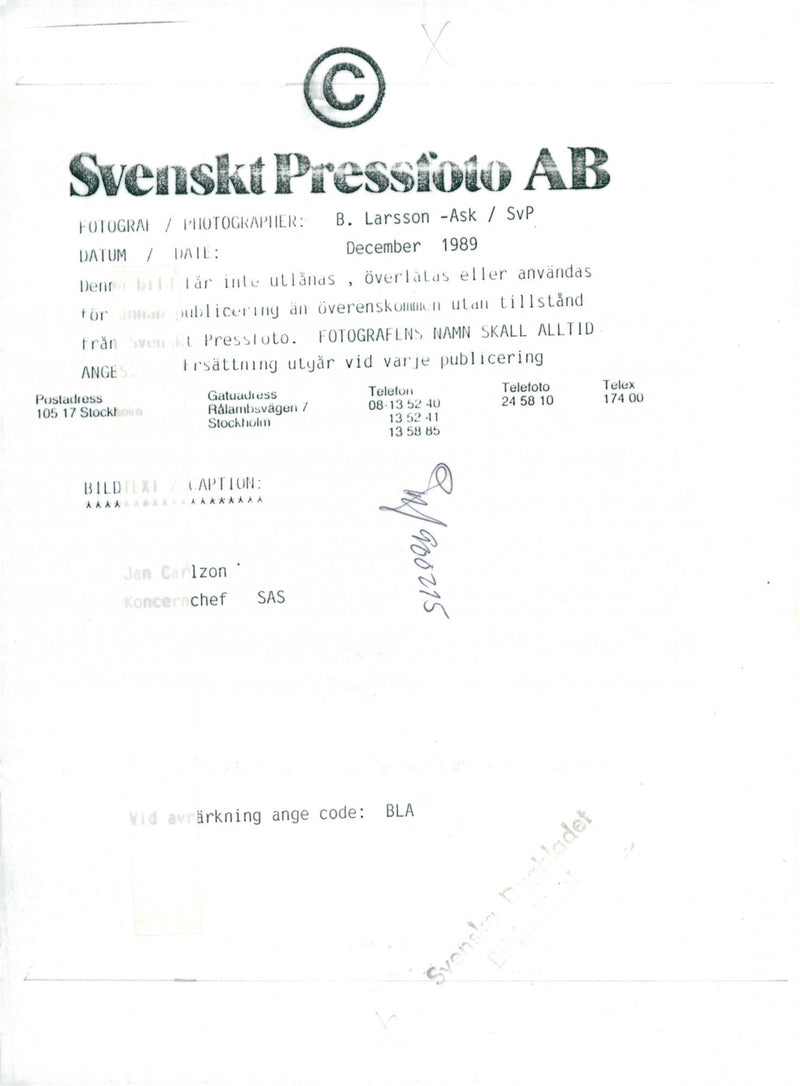 ©
Svenskt Pressfoto AB
FOTOGRAF / PHOTOGRAPHER: B. Larsson -Ask / SvP
DATUM / DATE: December 1989
Denna bild får inte utlånas , överlåtas eller användas
för annan publicering än överenskommen utan tillstånd
från Svenskt Pressfoto. FOTOGRAFENS NAMN SKALL ALLTID
ANGES. Ersättning utgår vid varje publicering
Postadress Gatuadress Telefon Telefoto Telex
105 17 Stockholm Rålambsvägen 7 08-13 52 40 24 58 10 174 00
Stockholm 13 52 41
13 58 85
BILDTEXT / CAPTION:
Jan Carlzon
Koncernchef SAS
900215
Vid avräkning ange code: BLA
Svenska Dagbladet